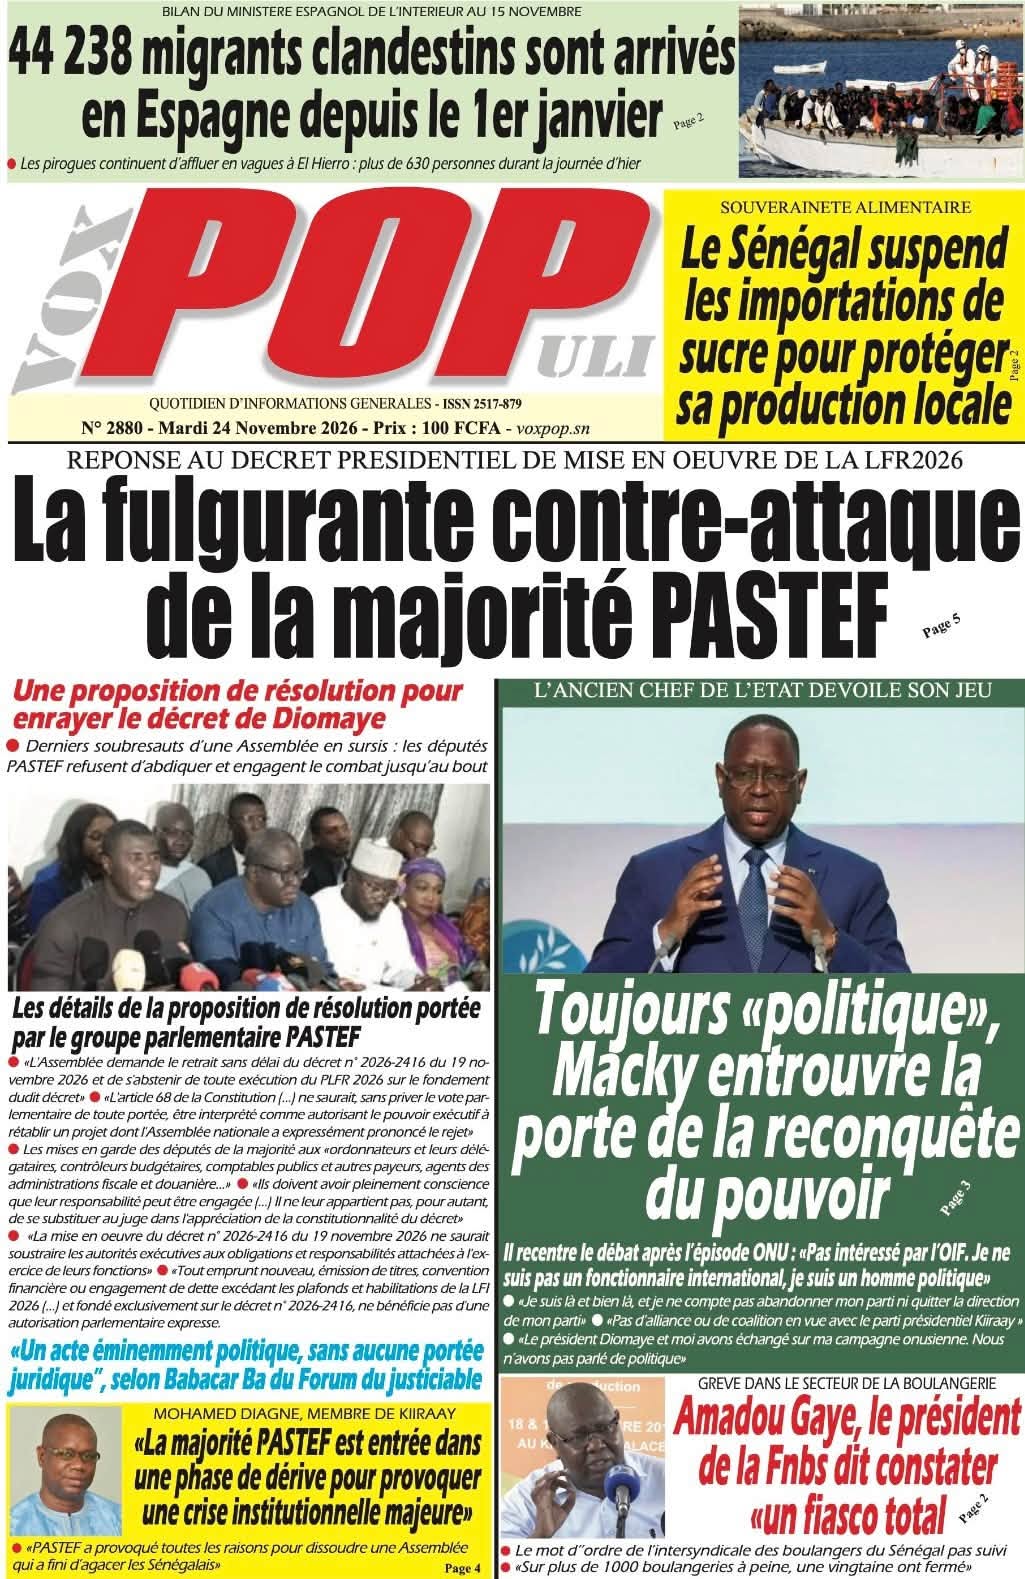 BILAN DU MINISTERE ESPAGNOL DE L'INTERIEUR AU 15 NOVEMBRE
44 238 migrants clandestins sont arrivés
en Espagne depuis le 1er janvier
Page 2
● Les pirogues continuent d'affluer en vagues à El Hierro : plus de 630 personnes durant la journée d'hier
VOX
POP
ULI
QUOTIDIEN D'INFORMATIONS GENERALES - ISSN 2517-879
N° 2880 - Mardi 24 Novembre 2026 - Prix : 100 FCFA - voxpop.sn
SOUVERAINETE ALIMENTAIRE
Le Sénégal suspend
les importations de
sucre pour protéger
sa production locale
Page 2
REPONSE AU DECRET PRESIDENTIEL DE MISE EN OEUVRE DE LA LFR2026
La fulgurante contre-attaque
de la majorité PASTEF
Page 5
Une proposition de résolution pour
enrayer le décret de Diomaye
● Derniers soubresauts d'une Assemblée en sursis : les députés
PASTEF refusent d'abdiquer et engagent le combat jusqu'au bout
Les détails de la proposition de résolution portée
par le groupe parlementaire PASTEF
● «L'Assemblée demande le retrait sans délai du décret n° 2026-2416 du 19 no-
vembre 2026 et de s'abstenir de toute exécution du PLFR 2026 sur le fondement
dudit décret» ● «L'article 68 de la Constitution (...) ne saurait, sans priver le vote par-
lementaire de toute portée, être interprété comme autorisant le pouvoir exécutif à
rétablir un projet dont l'Assemblée nationale a expressément prononcé le rejet»
● Les mises en garde des députés de la majorité aux «ordonnateurs et leurs délé-
gataires, contrôleurs budgétaires, comptables publics et autres payeurs, agents des
administrations fiscale et douanière...» ● «Ils doivent avoir pleinement conscience
que leur responsabilité peut être engagée (...) Il ne leur appartient pas, pour autant,
de se substituer au juge dans l'appréciation de la constitutionnalité du décret»
● «La mise en oeuvre du décret n° 2026-2416 du 19 novembre 2026 ne saurait
soustraire les autorités exécutives aux obligations et responsabilités attachées à l'ex-
ercice de leurs fonctions» ● «Tout emprunt nouveau, émission de titres, convention
financière ou engagement de dette excédant les plafonds et habilitations de la LFI
2026 (...) et fondé exclusivement sur le décret n° 2026-2416, ne bénéficie pas d'une
autorisation parlementaire expresse.
«Un acte éminemment politique, sans aucune portée
juridique", selon Babacar Ba du Forum du justiciable
MOHAMED DIAGNE, MEMBRE DE KIIRAAY
«La majorité PASTEF est entrée dans
une phase de dérive pour provoquer
une crise institutionnelle majeure»
● «PASTEF a provoqué toutes les raisons pour dissoudre une Assemblée
qui a fini d'agacer les Sénégalais»
Page 4
L'ANCIEN CHEF DE L'ETAT DEVOILE SON JEU
Toujours «politique»,
Macky entrouvre la
porte de la reconquête
du pouvoir
Page 3
Il recentre le débat après l'épisode ONU : «Pas intéressé par l'OIF. Je ne
suis pas un fonctionnaire international, je suis un homme politique»
● «Je suis là et bien là, et je ne compte pas abandonner mon parti ni quitter la direction
de mon parti» ● «Pas d'alliance ou de coalition en vue avec le parti présidentiel Kiiraay »
● «Le président Diomaye et moi avons échangé sur ma campagne onusienne. Nous
n'avons pas parlé de politique»
GREVE DANS LE SECTEUR DE LA BOULANGERIE
Amadou Gaye, le président
de la Fnbs dit constater
«un fiasco total
Page 2
● Le mot d''ordre de l'intersyndicale des boulangers du Sénégal pas suivi
● «Sur plus de 1000 boulangeries à peine, une vingtaine ont fermé»